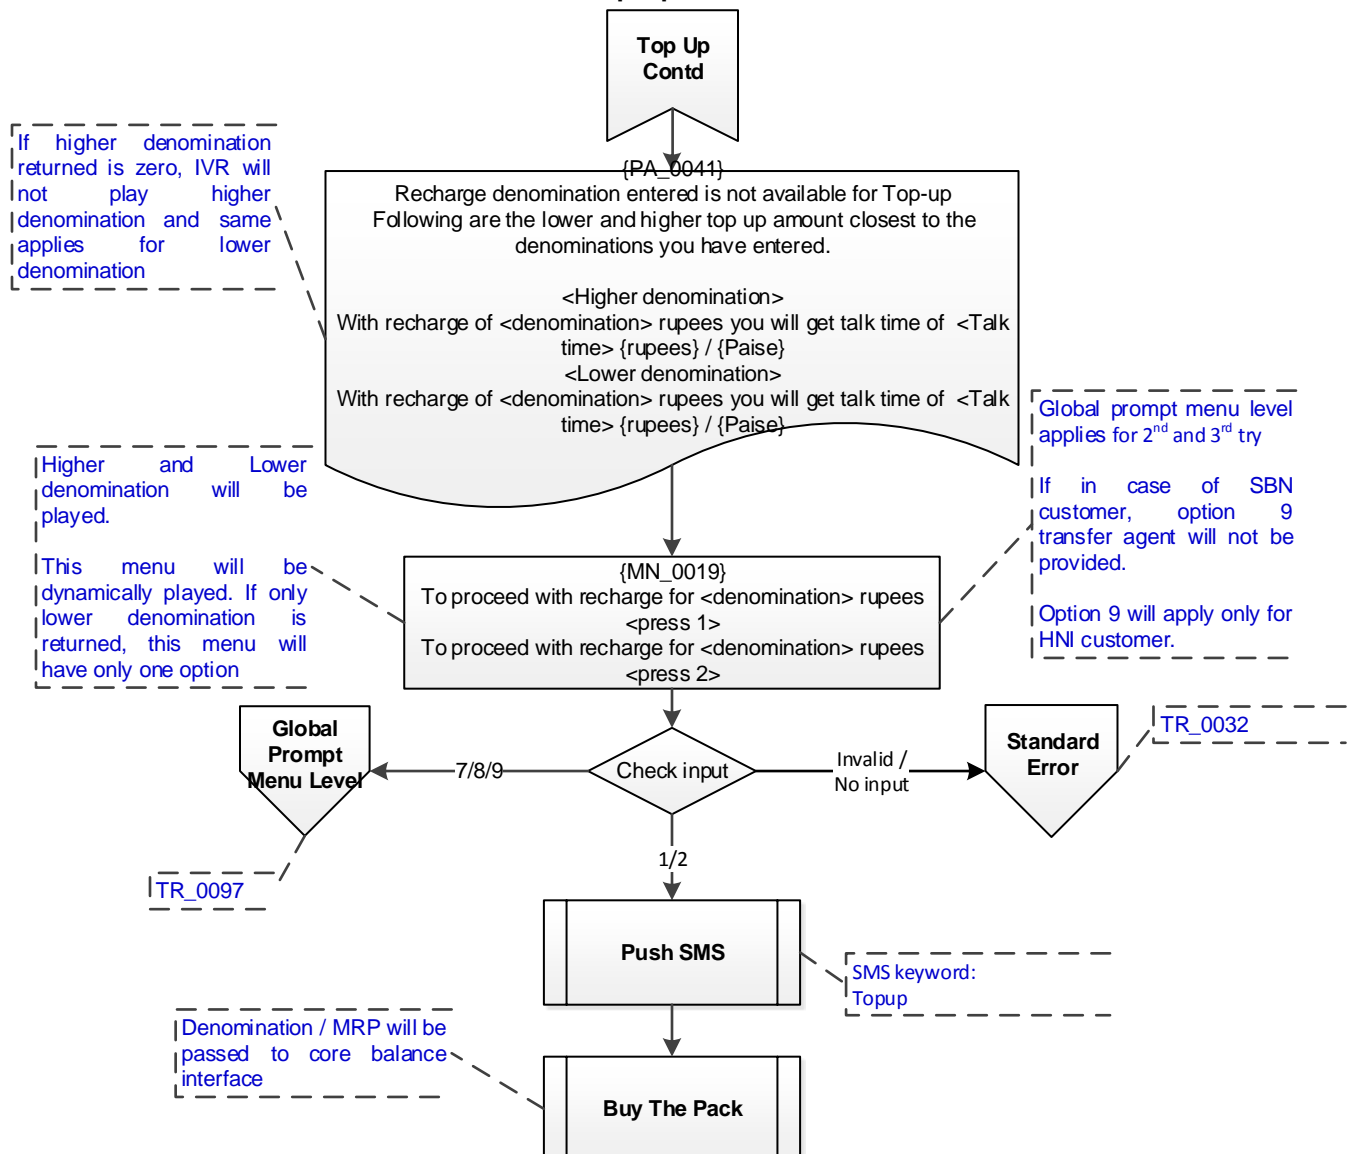 Top Up
Contd
If higher denomination
returned is zero, IVR will
not play higher
denomination and same
applies for lower
denomination
{PA_0041}
Recharge denomination entered is not available for Top-up
Following are the lower and higher top up amount closest to the
denominations you have entered.
<Higher denomination>
With recharge of <denomination> rupees you will get talk time of <Talk
time> {rupees} / {Paise}
<Lower denomination>
With recharge of <denomination> rupees you will get talk time of <Talk
time> {rupees} / {Paise}
Global prompt menu level
applies for 2nd and 3rd try
If in case of SBN
customer, option 9
transfer agent will not be
provided.
Option 9 will apply only for
HNI customer.
Higher and Lower
denomination will be
played.
This menu will be
dynamically played. If only
lower denomination is
returned, this menu will
have only one option
{MN_0019}
To proceed with recharge for <denomination> rupees
<press 1>
To proceed with recharge for <denomination> rupees
<press 2>
Global
Prompt
Menu Level
7/8/9
Check input
Invalid /
No input
Standard
Error
TR_0032
1/2
TR_0097
Push SMS
SMS keyword:
Topup
Denomination / MRP will be
passed to core balance
interface
Buy The Pack